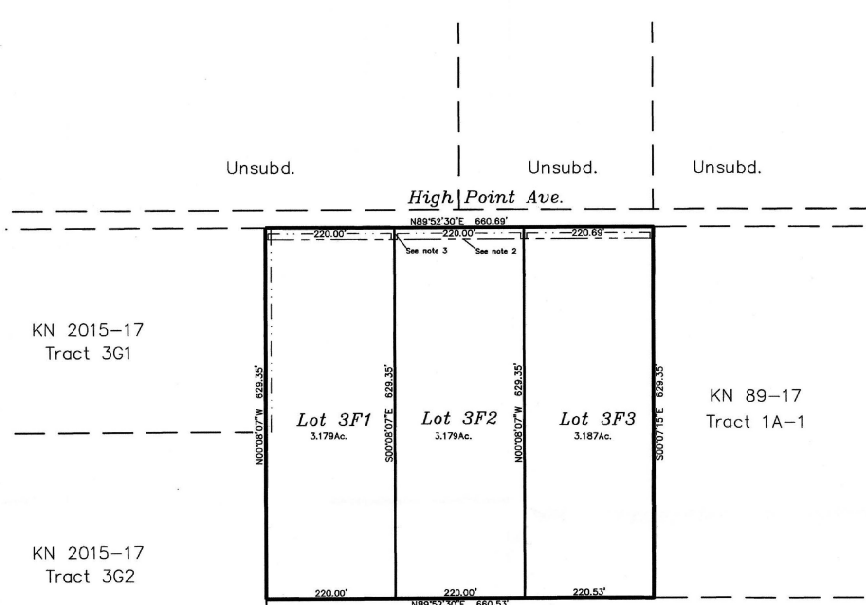 Unsubd.
Unsubd.
Unsubd.
High Point Ave.
N89°52'30"E 660.69'
220.00'
220.00'
220.69'
See note 3
See note 2
KN 2015-17
Tract 3G1
N00°08'07"W 629.35'
S00°08'07"E 629.35'
N00°08'07"W 629.35'
S00°07'15"E 629.35'
Lot 3F1
3.179Ac.
Lot 3F2
3.179Ac.
Lot 3F3
3.187Ac.
KN 89-17
Tract 1A-1
KN 2015-17
Tract 3G2
220.00'
220.00'
220.53'
N89°52'30"E 660.53'